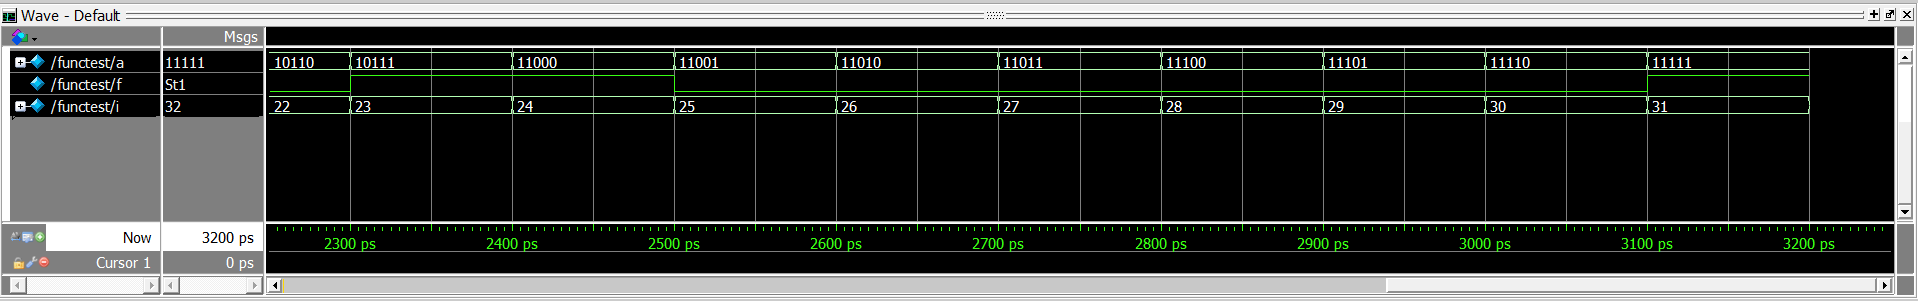 Wave - Default
Msgs
/functest/a 11111 10110 10111 11000 11001 11010 11011 11100 11101 11110 11111
/functest/f St1
/functest/i 32 22 23 24 25 26 27 28 29 30 31
Now 3200 ps 2300 ps 2400 ps 2500 ps 2600 ps 2700 ps 2800 ps 2900 ps 3000 ps 3100 ps 3200 ps
Cursor 1 0 ps